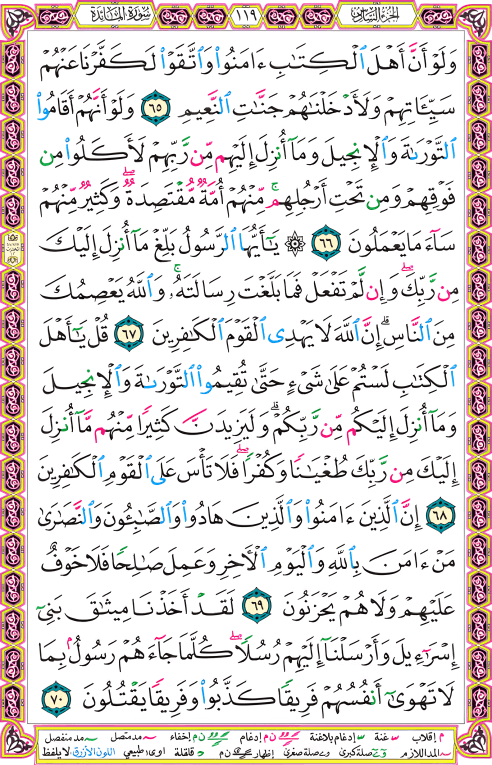 الجزء السادس ١١٩ سورة المائدة
وَلَوْ أَنَّ أَهْلَ ٱلْكِتَٰبِ ءَامَنُوا۟ وَٱتَّقَوْا۟ لَكَفَّرْنَا عَنْهُمْ
سَيِّـَٔاتِهِمْ وَلَأَدْخَلْنَٰهُمْ جَنَّٰتِ ٱلنَّعِيمِ ٦٥ وَلَوْ أَنَّهُمْ أَقَامُوا۟
ٱلتَّوْرَىٰةَ وَٱلْإِنجِيلَ وَمَآ أُنزِلَ إِلَيْهِم مِّن رَّبِّهِمْ لَأَكَلُوا۟ مِن
فَوْقِهِمْ وَمِن تَحْتِ أَرْجُلِهِم ۚ مِّنْهُمْ أُمَّةٌ مُّقْتَصِدَةٌ ۖ وَكَثِيرٌ مِّنْهُمْ
سَآءَ مَا يَعْمَلُونَ ٦٦ ۞ يَٰٓأَيُّهَا ٱلرَّسُولُ بَلِّغْ مَآ أُنزِلَ إِلَيْكَ
مِن رَّبِّكَ ۖ وَإِن لَّمْ تَفْعَلْ فَمَا بَلَّغْتَ رِسَالَتَهُۥ ۚ وَٱللَّهُ يَعْصِمُكَ
مِنَ ٱلنَّاسِ ۗ إِنَّ ٱللَّهَ لَا يَهْدِى ٱلْقَوْمَ ٱلْكَٰفِرِينَ ٦٧ قُلْ يَٰٓأَهْلَ
ٱلْكِتَٰبِ لَسْتُمْ عَلَىٰ شَىْءٍ حَتَّىٰ تُقِيمُوا۟ ٱلتَّوْرَىٰةَ وَٱلْإِنجِيلَ
وَمَآ أُنزِلَ إِلَيْكُم مِّن رَّبِّكُمْ ۗ وَلَيَزِيدَنَّ كَثِيرًا مِّنْهُم مَّآ أُنزِلَ
إِلَيْكَ مِن رَّبِّكَ طُغْيَٰنًا وَكُفْرًا ۖ فَلَا تَأْسَ عَلَى ٱلْقَوْمِ ٱلْكَٰفِرِينَ
٦٨ إِنَّ ٱلَّذِينَ ءَامَنُوا۟ وَٱلَّذِينَ هَادُوا۟ وَٱلصَّٰبِـُٔونَ وَٱلنَّصَٰرَىٰ
مَنْ ءَامَنَ بِٱللَّهِ وَٱلْيَوْمِ ٱلْءَاخِرِ وَعَمِلَ صَٰلِحًا فَلَا خَوْفٌ
عَلَيْهِمْ وَلَا هُمْ يَحْزَنُونَ ٦٩ لَقَدْ أَخَذْنَا مِيثَٰقَ بَنِىٓ
إِسْرَٰٓءِيلَ وَأَرْسَلْنَآ إِلَيْهِمْ رُسُلًا ۖ كُلَّمَا جَآءَهُمْ رَسُولٌۢ بِمَا
لَا تَهْوَىٰٓ أَنفُسُهُمْ فَرِيقًا كَذَّبُوا۟ وَفَرِيقًا يَقْتُلُونَ ٧٠
م إقلاب س غنة س إدغام بلاغنة ن م إدغام ن م إخفاء مد متصل مد منفصل
المد اللازم صلة كبرى وے صلة صغرى إظهار ن م د قلقلة ا و ى: طبيعي اللون الأزرق: لا يلفظ